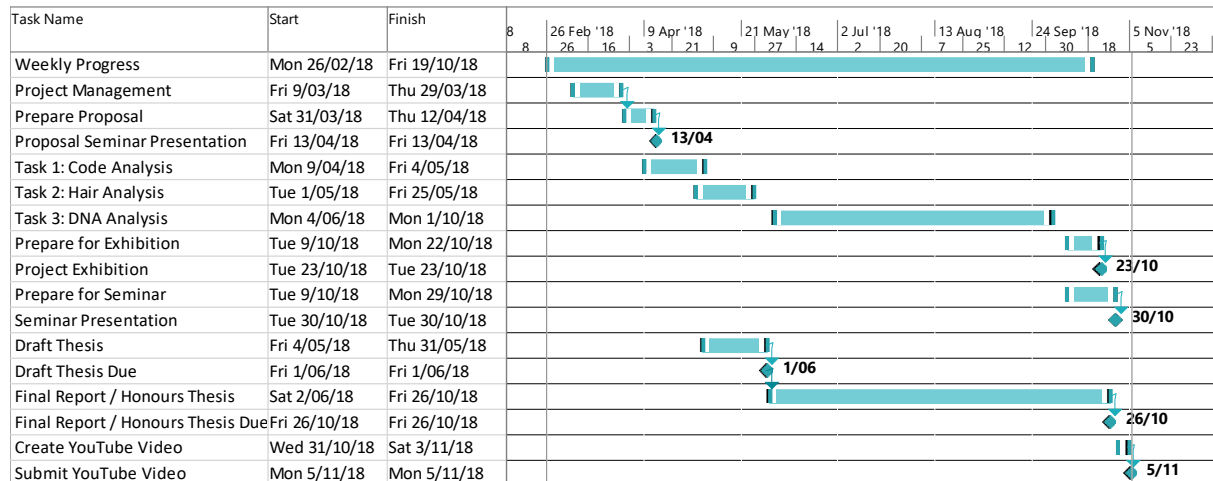 Task Name Start Finish
8 26 Feb '18 9 Apr '18 21 May '18 2 Jul '18 13 Aug '18 24 Sep '18 5 Nov '18
8 26 16 3 21 9 27 14 2 20 7 25 12 30 18 5 23
Weekly Progress Mon 26/02/18 Fri 19/10/18
Project Management Fri 9/03/18 Thu 29/03/18
Prepare Proposal Sat 31/03/18 Thu 12/04/18
Proposal Seminar Presentation Fri 13/04/18 Fri 13/04/18 13/04
Task 1: Code Analysis Mon 9/04/18 Fri 4/05/18
Task 2: Hair Analysis Tue 1/05/18 Fri 25/05/18
Task 3: DNA Analysis Mon 4/06/18 Mon 1/10/18
Prepare for Exhibition Tue 9/10/18 Mon 22/10/18
Project Exhibition Tue 23/10/18 Tue 23/10/18 23/10
Prepare for Seminar Tue 9/10/18 Mon 29/10/18
Seminar Presentation Tue 30/10/18 Tue 30/10/18 30/10
Draft Thesis Fri 4/05/18 Thu 31/05/18
Draft Thesis Due Fri 1/06/18 Fri 1/06/18 1/06
Final Report / Honours Thesis Sat 2/06/18 Fri 26/10/18
Final Report / Honours Thesis Due Fri 26/10/18 Fri 26/10/18 26/10
Create YouTube Video Wed 31/10/18 Sat 3/11/18
Submit YouTube Video Mon 5/11/18 Mon 5/11/18 5/11